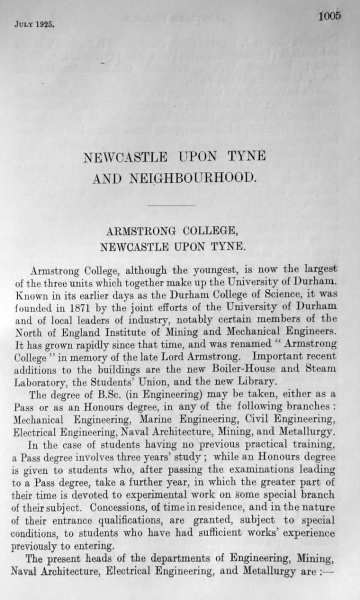 1005
JULY 1925.
NEWCASTLE UPON TYNE
AND NEIGHBOURHOOD.
ARMSTRONG COLLEGE,
NEWCASTLE UPON TYNE.
Armstrong College, although the youngest, is now the largest
of the three units which together make up the University of Durham.
Known in its earlier days as the Durham College of Science, it was
founded in 1871 by the joint efforts of the University of Durham
and of local leaders of industry, notably certain members of the
North of England Institute of Mining and Mechanical Engineers.
It has grown rapidly since that time, and was renamed “ Armstrong
College ” in memory of the late Lord Armstrong. Important recent
additions to the buildings are the new Boiler-House and Steam
Laboratory, the Students' Union, and the new Library.
The degree of B.Sc. (in Engineering) may be taken, either as a
Pass or as an Honours degree, in any of the following branches :
Mechanical Engineering, Marine Engineering, Civil Engineering,
Electrical Engineering, Naval Architecture, Mining, and Metallurgy.
In the case of students having no previous practical training,
a Pass degree involves three years' study ; while an Honours degree
is given to students who, after passing the examinations leading
to a Pass degree, take a further year, in which the greater part of
their time is devoted to experimental work on some special branch
of their subject. Concessions, of time in residence, and in the nature
of their entrance qualifications, are granted, subject to special
conditions, to students who have had sufficient works' experience
previously to entering.
The present heads of the departments of Engineering, Mining,
Naval Architecture, Electrical Engineering, and Metallurgy are :—